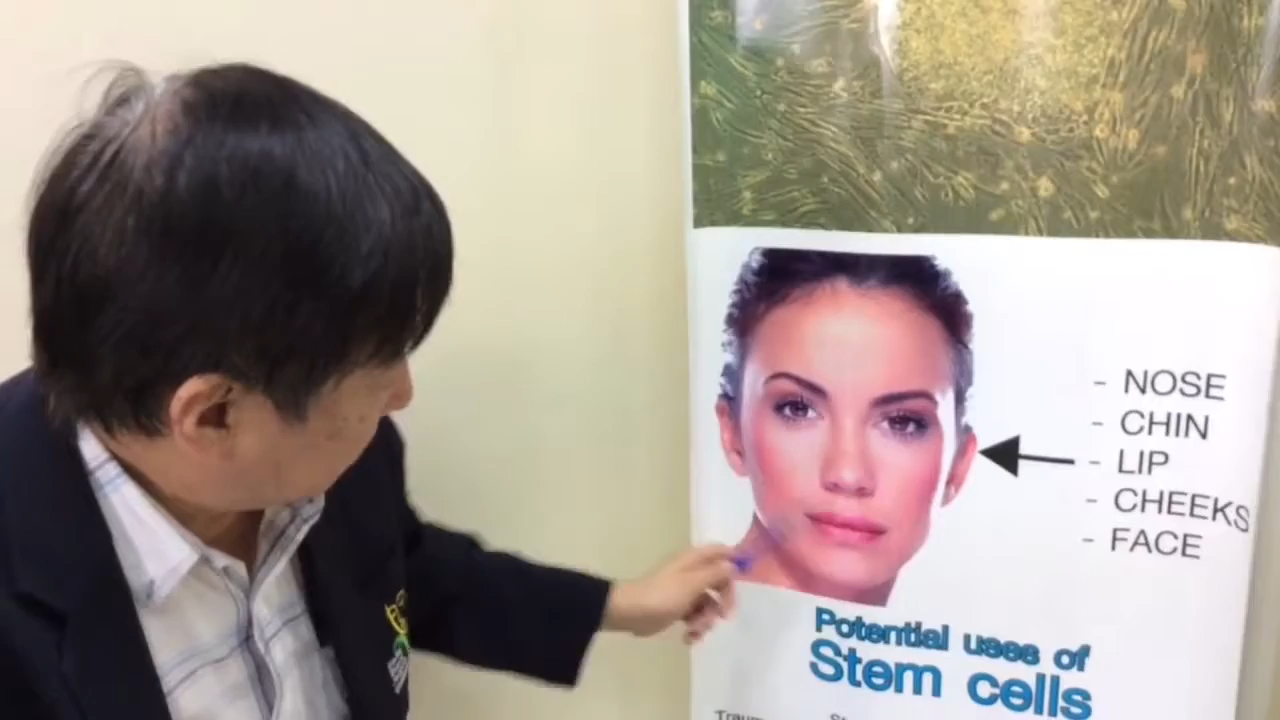 - NOSE
- CHIN
- LIP
- CHEEKS
- FACE
Potential uses of
Stem cells